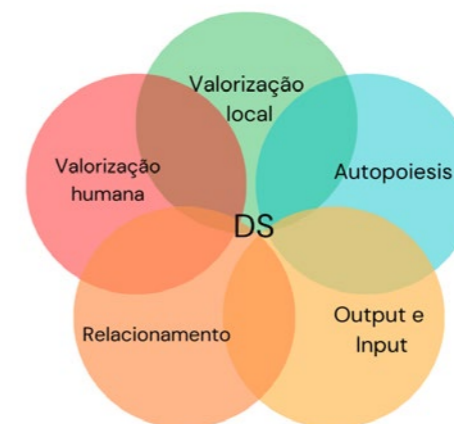 Valorização
local
Valorização
humana
Autopoiesis
DS
Relacionamento
Output e
Input